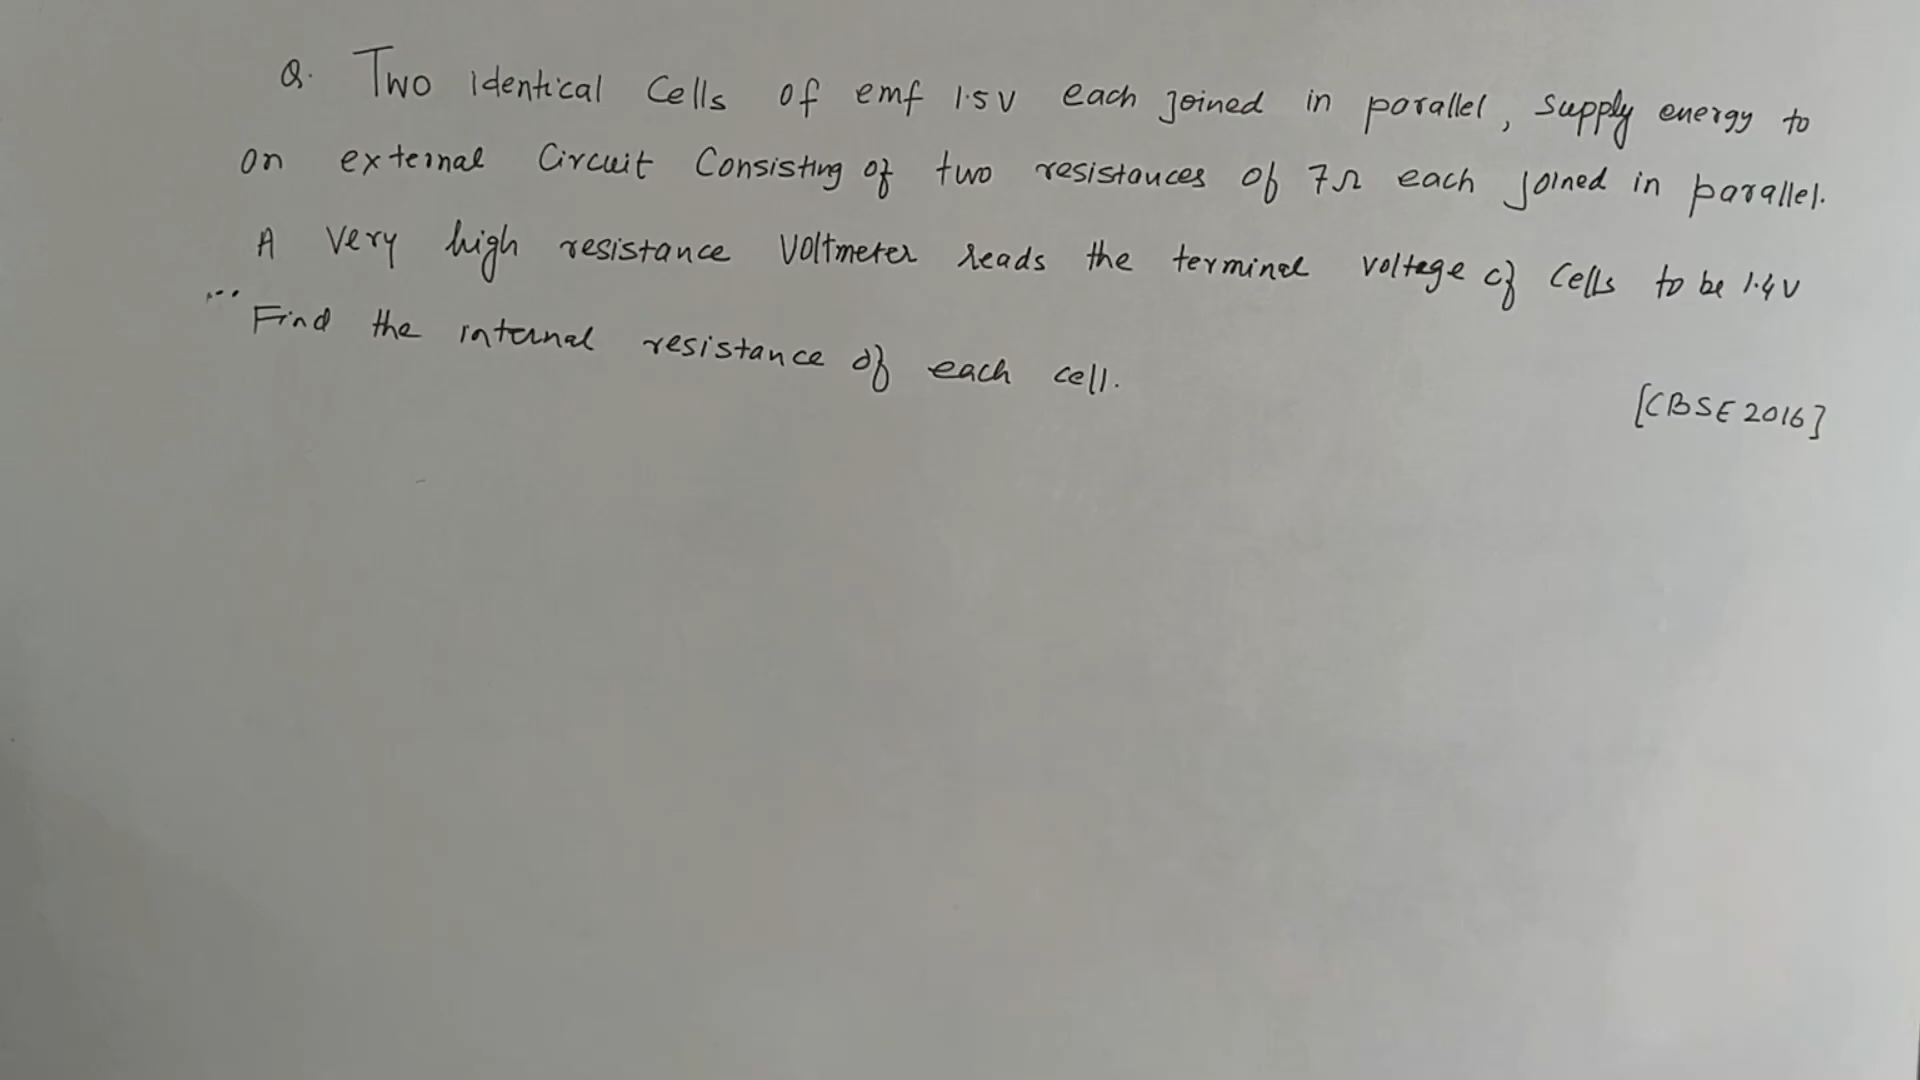 Q. Two identical Cells of emf 1.5V each joined in parallel, supply energy to
an external Circuit Consisting of two resistances of 7Ω each joined in parallel.
A very high resistance Voltmeter reads the terminal voltage of Cells to be 1.4V
Find the internal resistance of each cell.
[CBSE 2016]